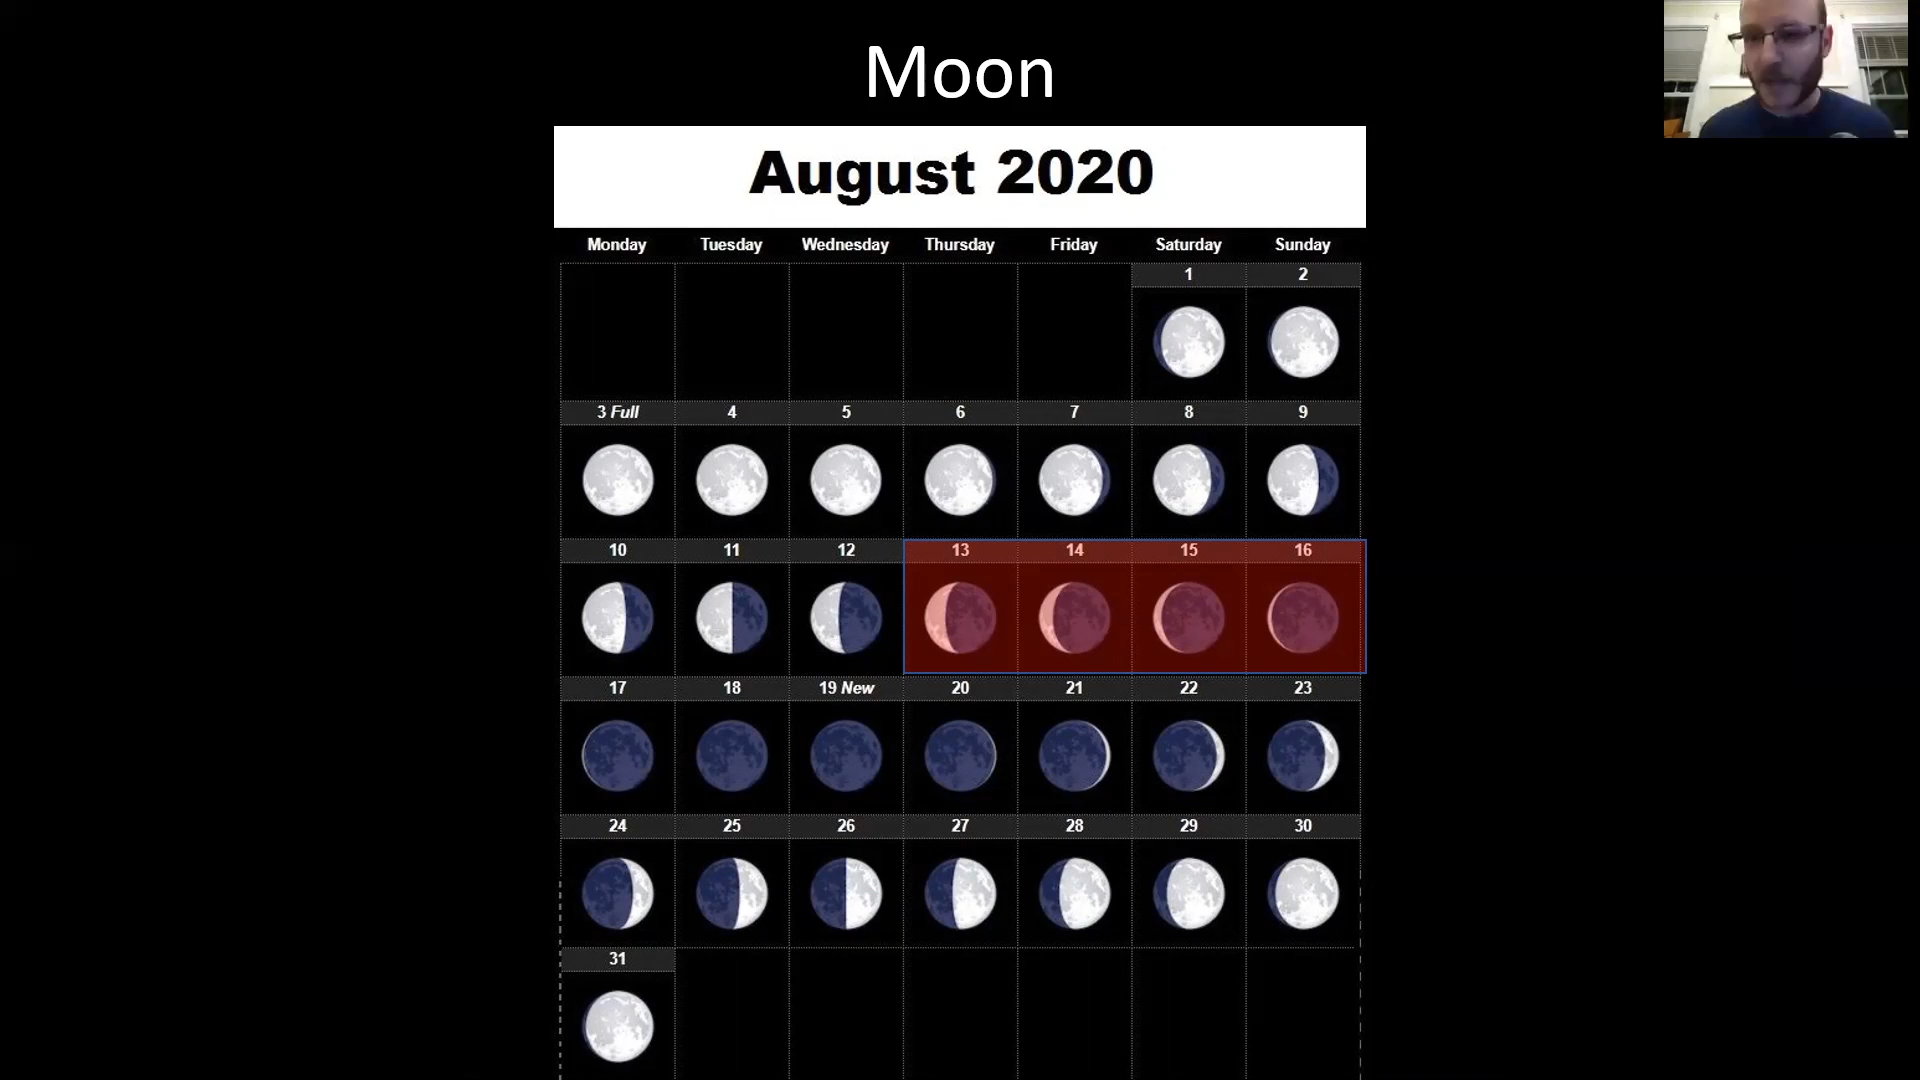 Moon
August 2020
Monday Tuesday Wednesday Thursday Friday Saturday Sunday
1 2
3 Full 4 5 6 7 8 9
10 11 12 13 14 15 16
17 18 19 New 20 21 22 23
24 25 26 27 28 29 30
31